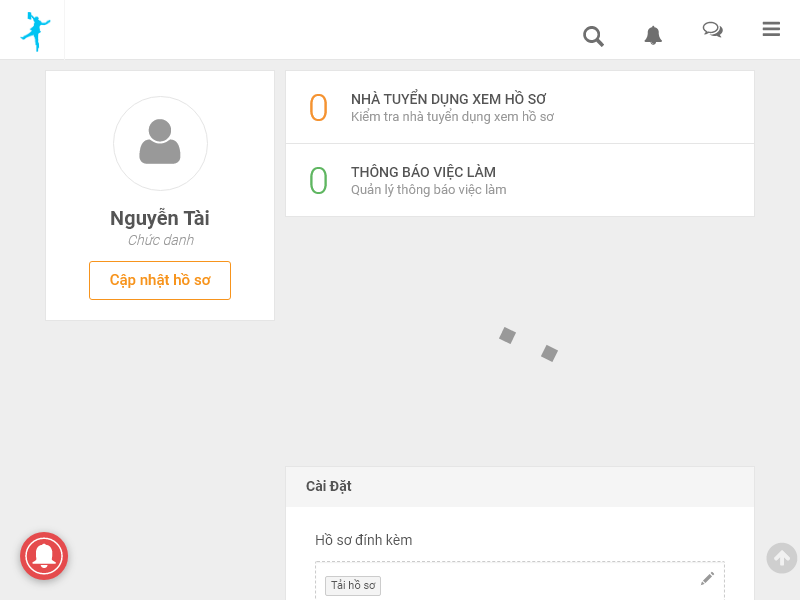 Nguyễn Tài
Chức danh
Cập nhật hồ sơ
0
NHÀ TUYỂN DỤNG XEM HỒ SƠ
Kiểm tra nhà tuyển dụng xem hồ sơ
0
THÔNG BÁO VIỆC LÀM
Quản lý thông báo việc làm
Cài Đặt
Hồ sơ đính kèm
Tải hồ sơ